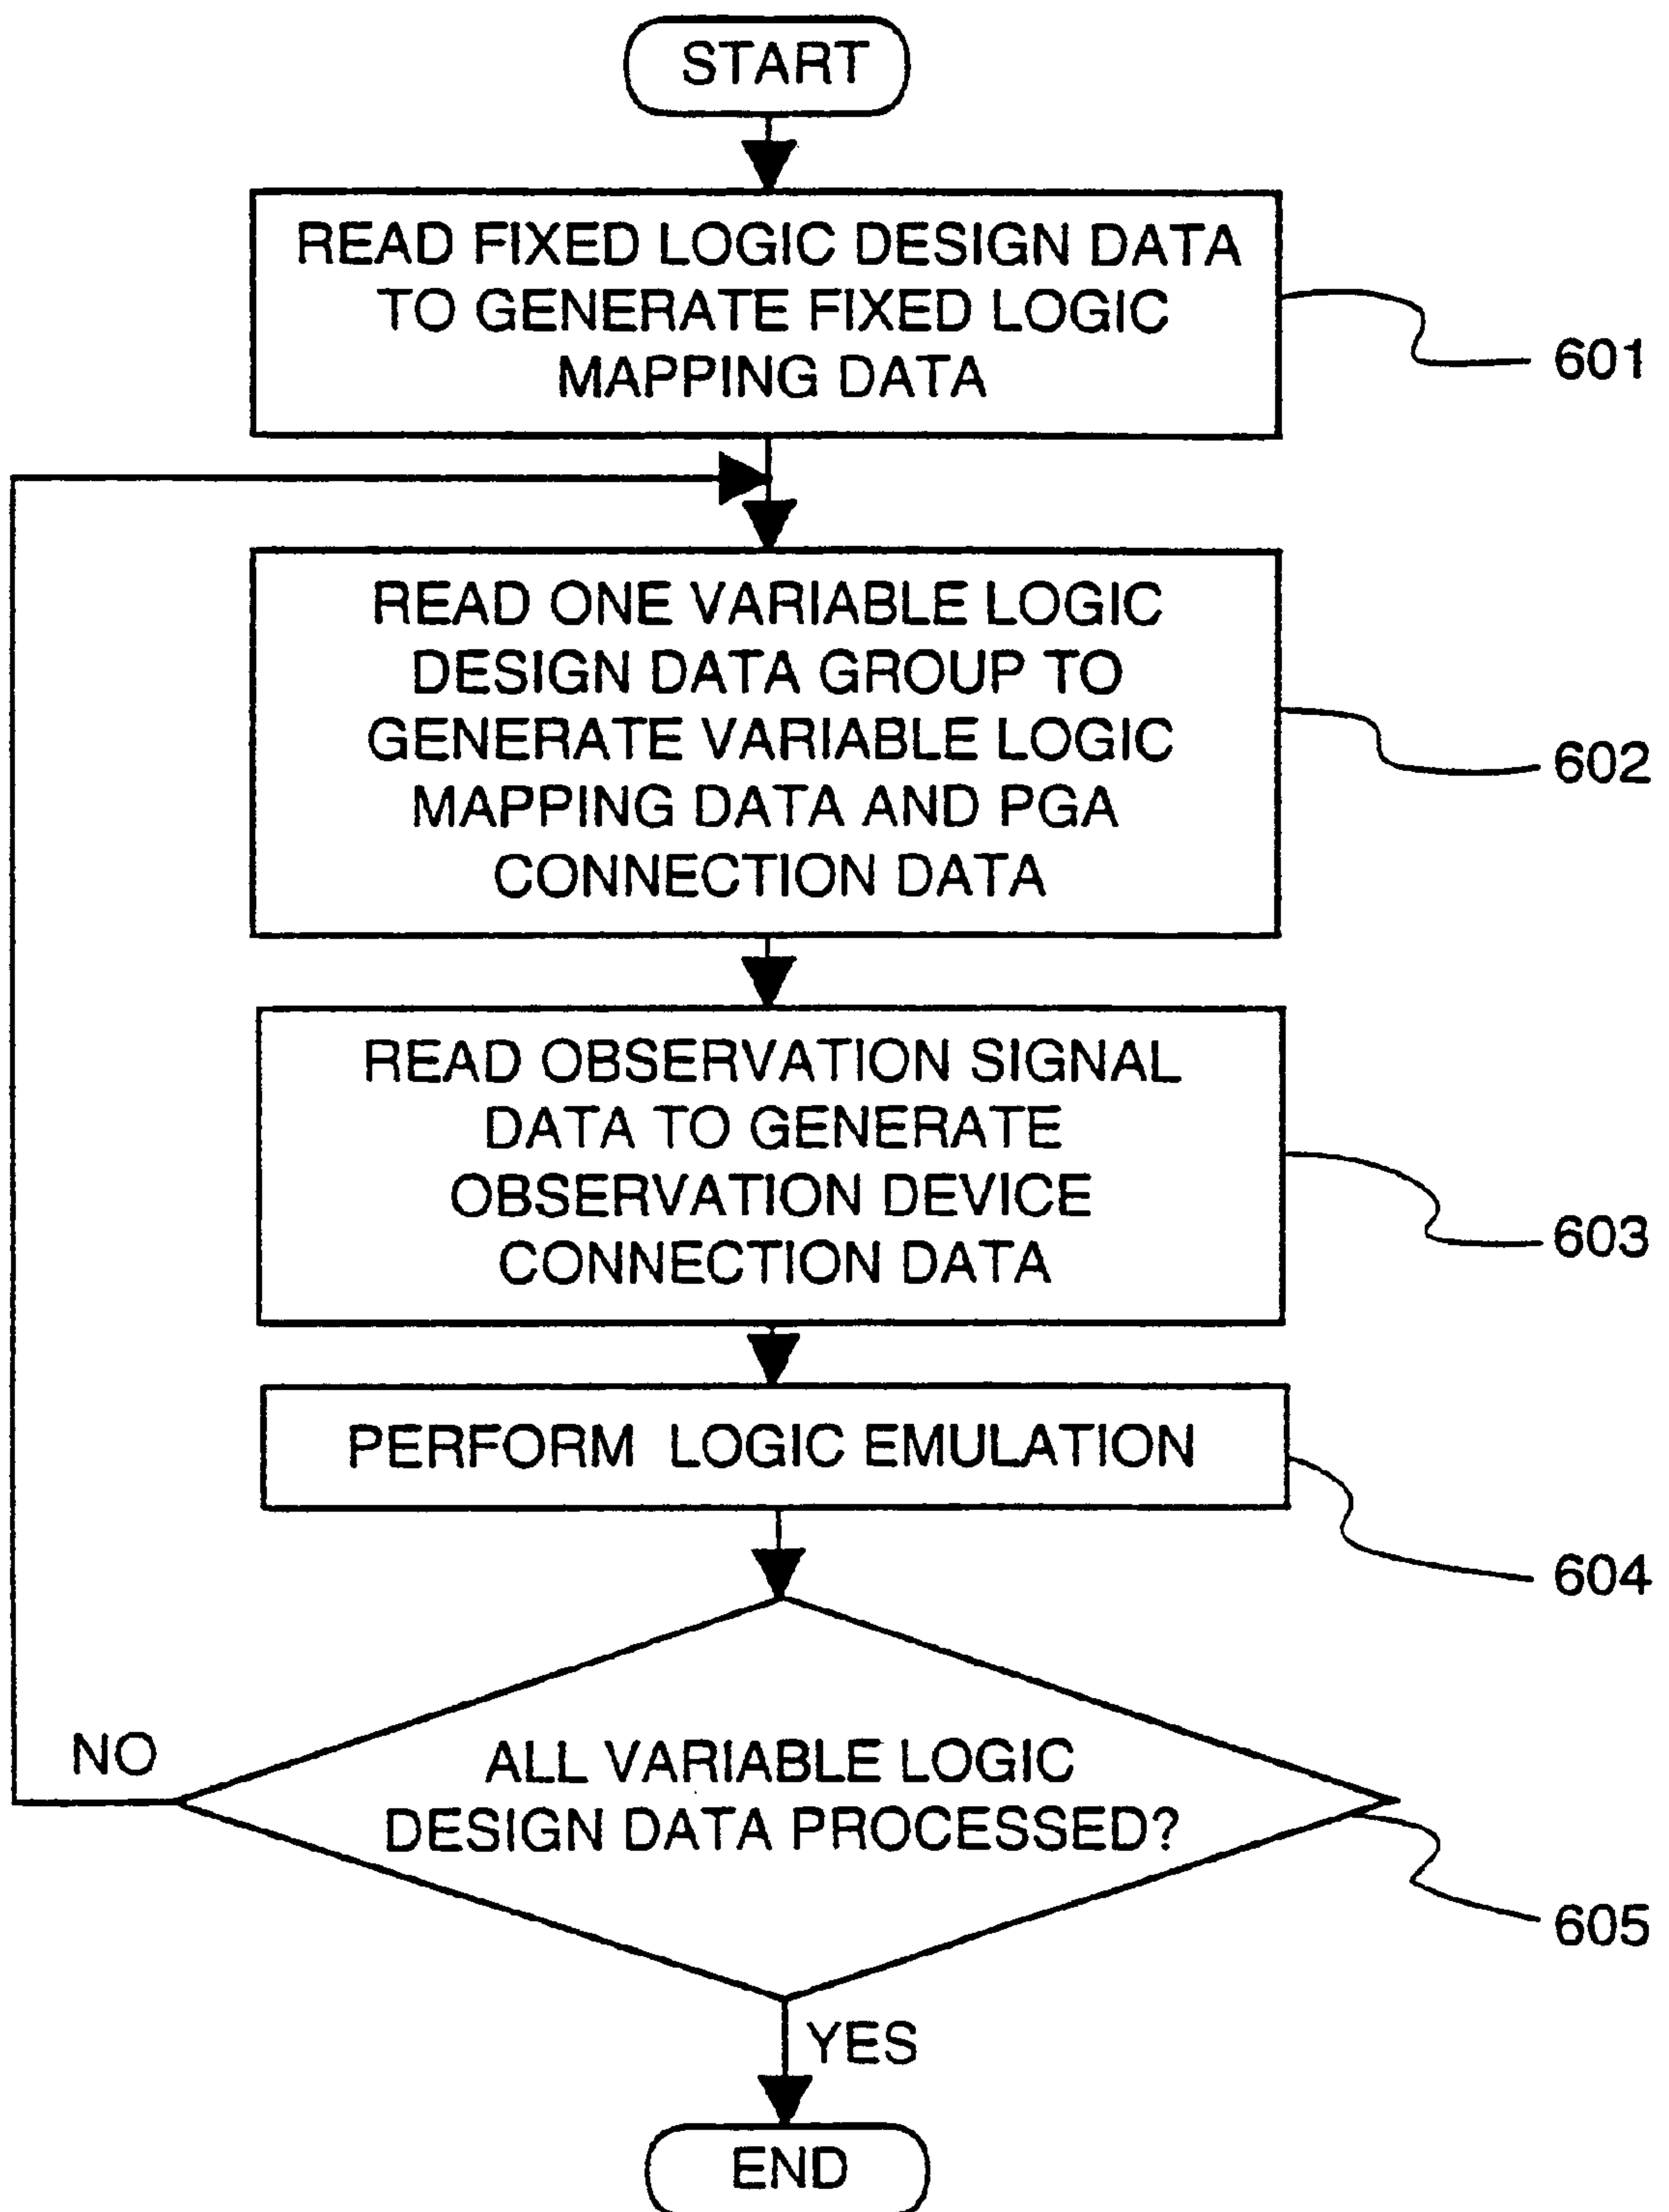 START
READ FIXED LOGIC DESIGN DATA
TO GENERATE FIXED LOGIC
MAPPING DATA
601
READ ONE VARIABLE LOGIC
DESIGN DATA GROUP TO
GENERATE VARIABLE LOGIC
MAPPING DATA AND PGA
CONNECTION DATA
602
READ OBSERVATION SIGNAL
DATA TO GENERATE
OBSERVATION DEVICE
CONNECTION DATA
603
PERFORM LOGIC EMULATION
604
NO
ALL VARIABLE LOGIC
DESIGN DATA PROCESSED?
605
YES
END